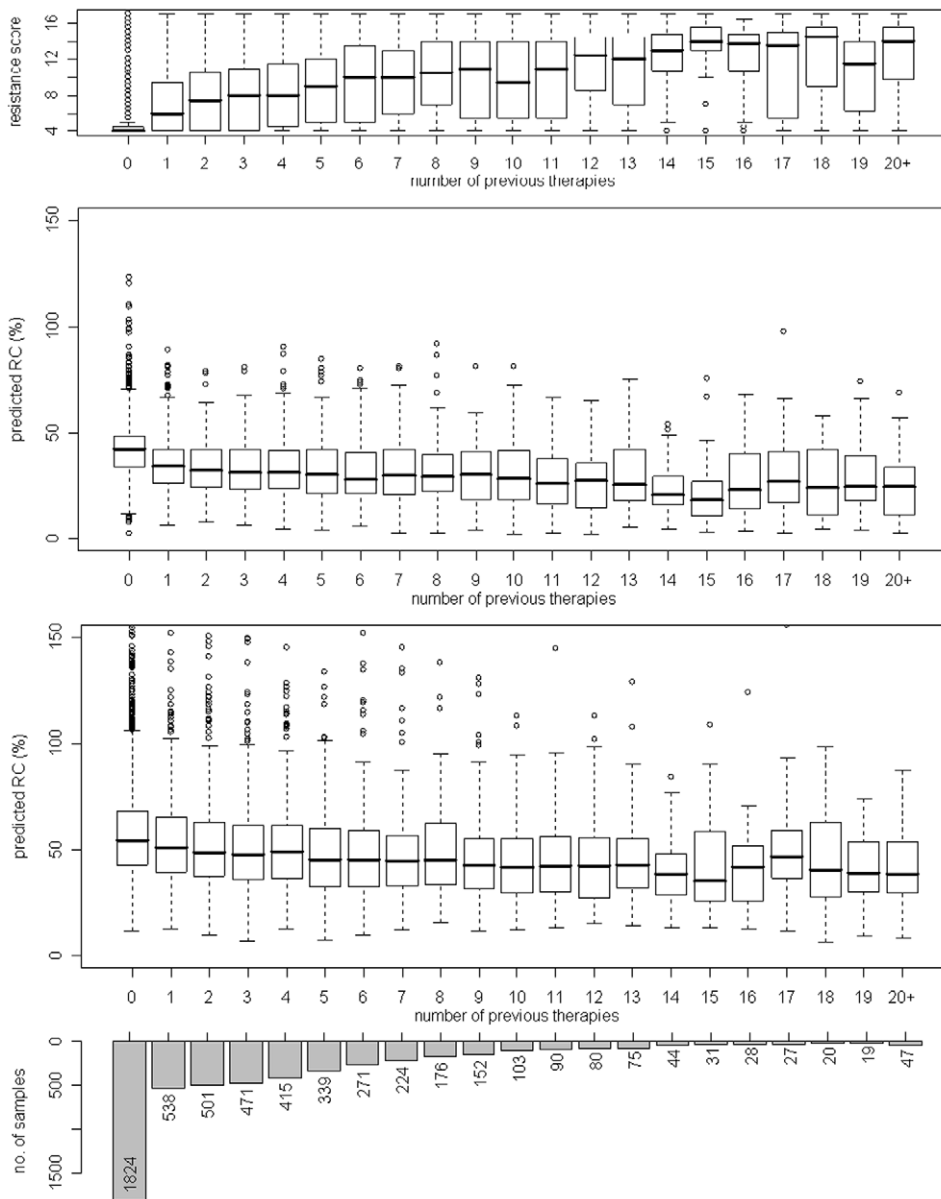 resistance score
16
12
8
4
0 1 2 3 4 5 6 7 8 9 10 11 12 13 14 15 16 17 18 19 20+
number of previous therapies
predicted RC (%)
150
100
50
0
0 1 2 3 4 5 6 7 8 9 10 11 12 13 14 15 16 17 18 19 20+
number of previous therapies
predicted RC (%)
150
100
50
0
0 1 2 3 4 5 6 7 8 9 10 11 12 13 14 15 16 17 18 19 20+
number of previous therapies
no. of samples
0
500
1500
1824 538 501 471 415 339 271 224 176 152 103 90 80 75 44 31 28 27 20 19 47